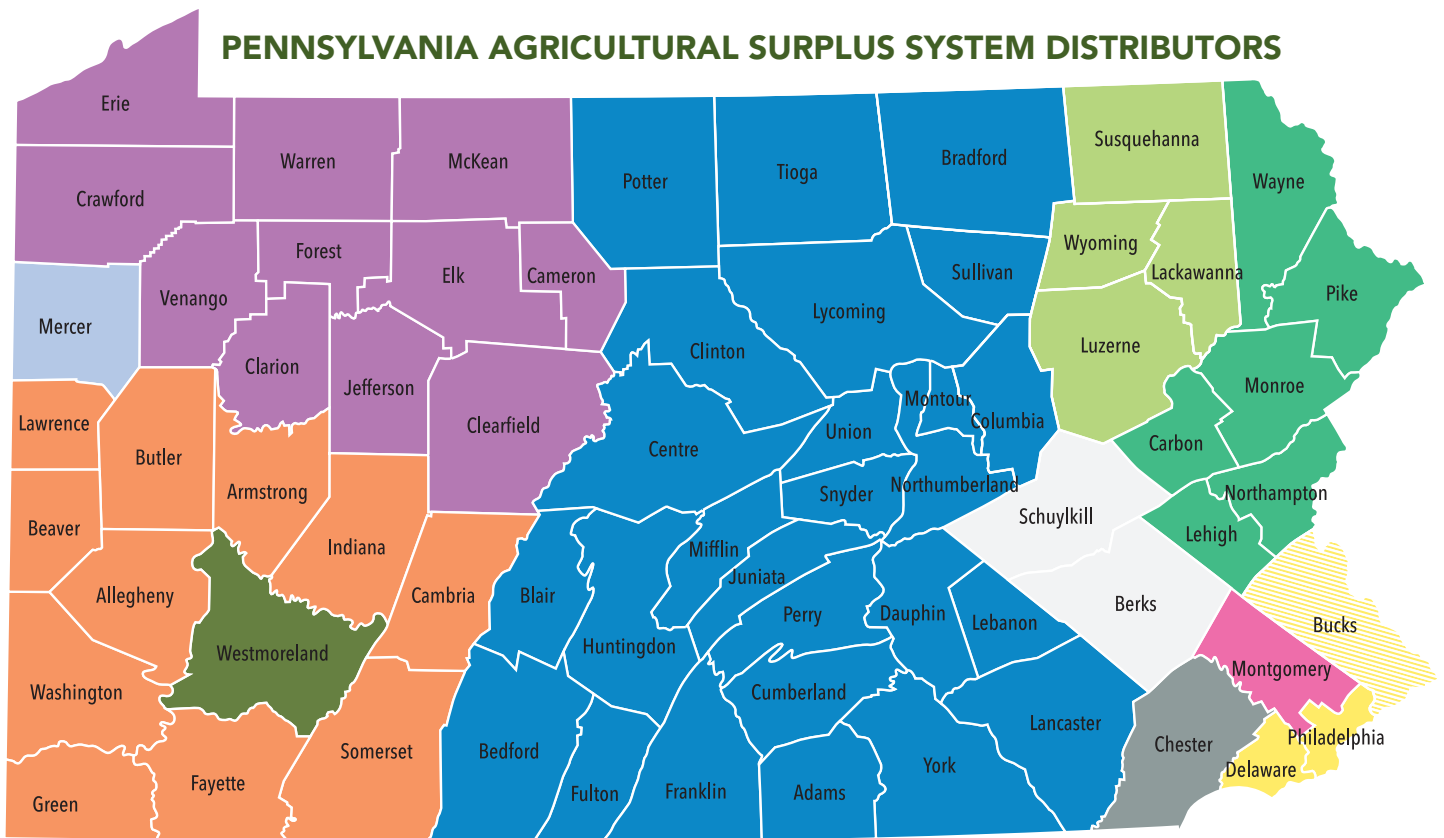 PENNSYLVANIA AGRICULTURAL SURPLUS SYSTEM DISTRIBUTORS
Erie
Warren
McKean
Crawford
Potter
Tioga
Bradford
Susquehanna
Wayne
Forest
Elk
Cameron
Venango
Mercer
Sullivan
Wyoming
Lackawanna
Pike
Lycoming
Clinton
Luzerne
Clarion
Jefferson
Monroe
Montour
Columbia
Lawrence
Butler
Clearfield
Centre
Union
Carbon
Armstrong
Snyder
Northumberland
Northampton
Schuylkill
Lehigh
Beaver
Indiana
Mifflin
Juniata
Allegheny
Cambria
Blair
Perry
Dauphin
Lebanon
Berks
Bucks
Westmoreland
Huntingdon
Washington
Cumberland
Montgomery
Lancaster
Somerset
Bedford
York
Chester
Philadelphia
Delaware
Green
Fayette
Fulton
Franklin
Adams